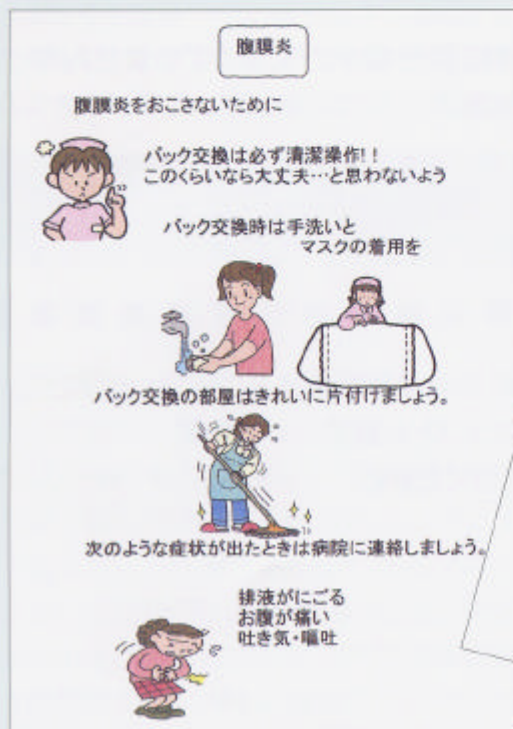 腹膜炎
腹膜炎をおこさないために
バック交換は必ず清潔操作!!
このくらいなら大丈夫…と思わないよう
バック交換時は手洗いと
マスクの着用を
バック交換の部屋はきれいに片付けましょう。
次のような症状が出たときは病院に連絡しましょう。
排液がにごる
お腹が痛い
吐き気・嘔吐